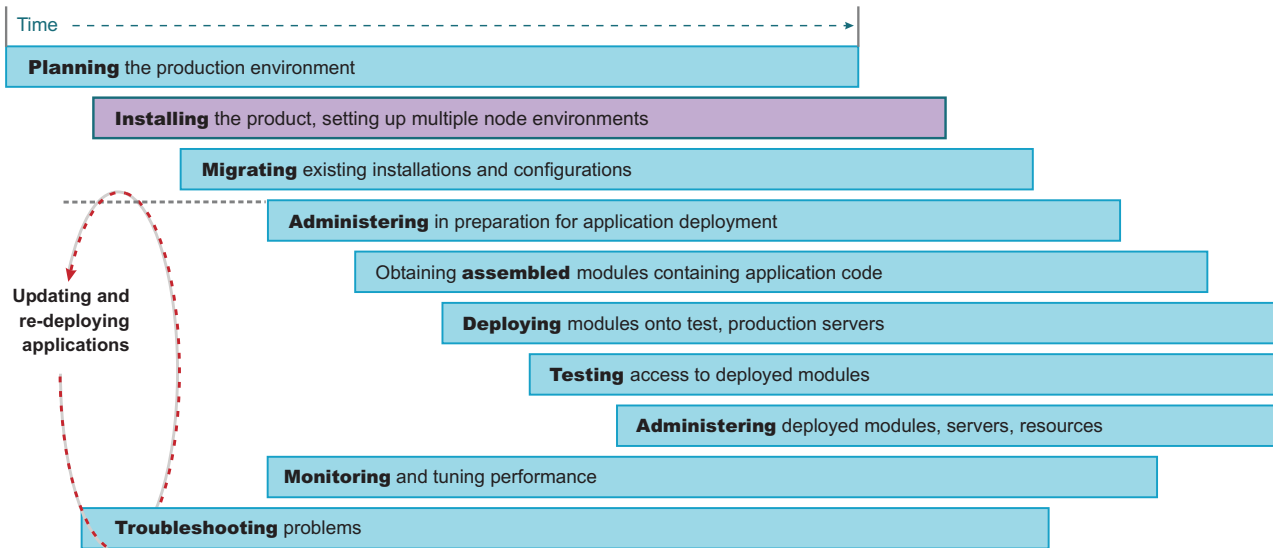 Time
Planning the production environment
Installing the product, setting up multiple node environments
Migrating existing installations and configurations
Administering in preparation for application deployment
Obtaining assembled modules containing application code
Updating and
re-deploying
applications
Deploying modules onto test, production servers
Testing access to deployed modules
Administering deployed modules, servers, resources
Monitoring and tuning performance
Troubleshooting problems